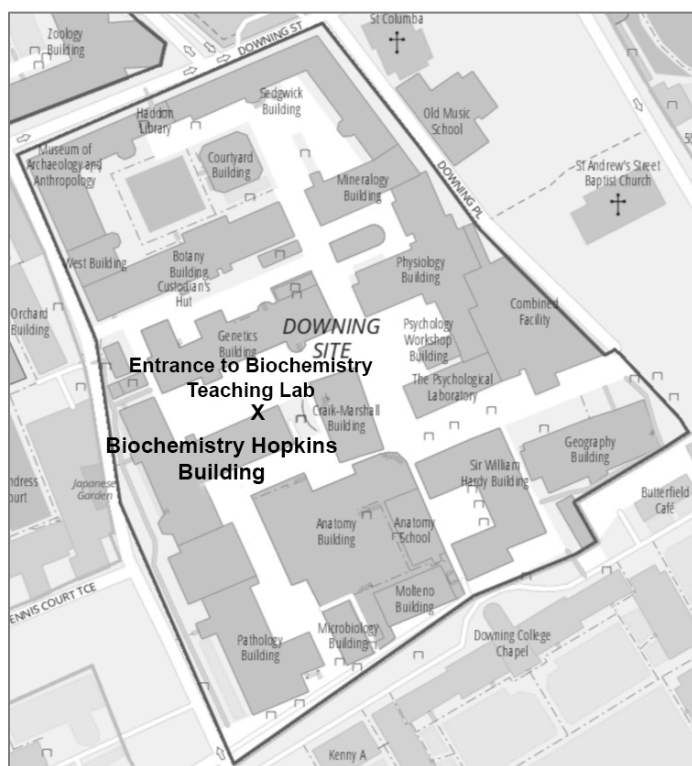 Zoology
Building
St Columba
DOWNING ST
Sedgwick
Building
Haddon
Library
Old Music
School
Museum of
Archaeology and
Anthropology
Courtyard
Building
Mineralogy
Building
DOWNING PL
St Andrew's Street
Baptist Church
West Building
Botany
Building
Custodian's
Hut
Physiology
Building
Orchard
Building
Combined
Facility
Genetics
Building
DOWNING
SITE
Psychology
Workshop
Building
Entrance to Biochemistry
Teaching Lab
X
The Psychological
Laboratory
Craik-Marshall
Building
Biochemistry Hopkins
Building
Geography
Building
Sir William
Hardy Building
Japanese
Garden
ndress
ourt
Butterfield
Café
Anatomy
Building
Anatomy
School
Molteno
Building
ENNIS COURT TCE
Microbiology
Building
Pathology
Building
Downing College
Chapel
Kenny A